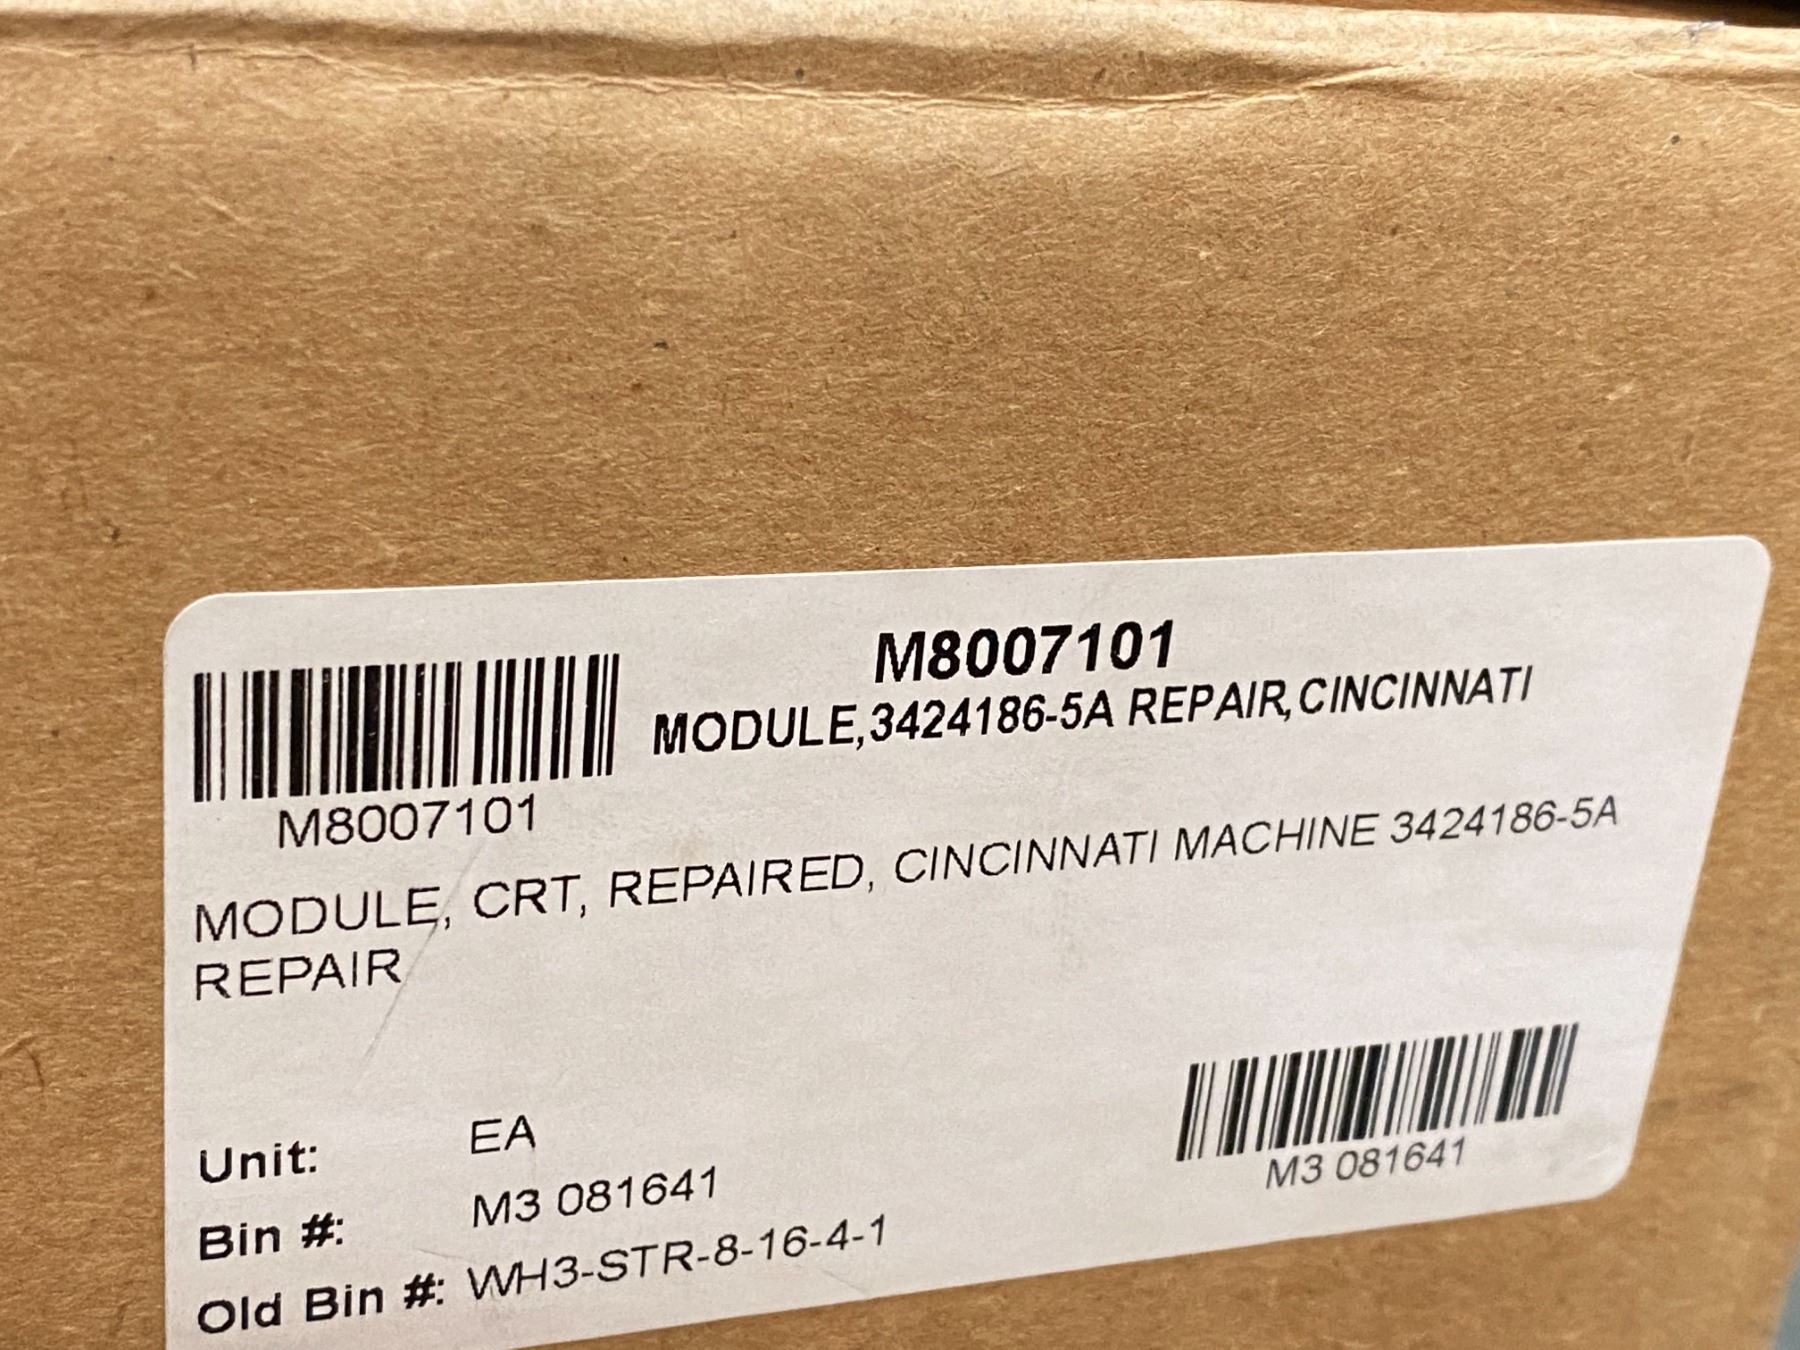 M8007101
MODULE,3424186-5A REPAIR,CINCINNATI
M8007101
MODULE, CRT, REPAIRED, CINCINNATI MACHINE 3424186-5A
REPAIR
Unit: EA
Bin #: M3 081641
Old Bin #: WH3-STR-8-16-4-1
M3 081641